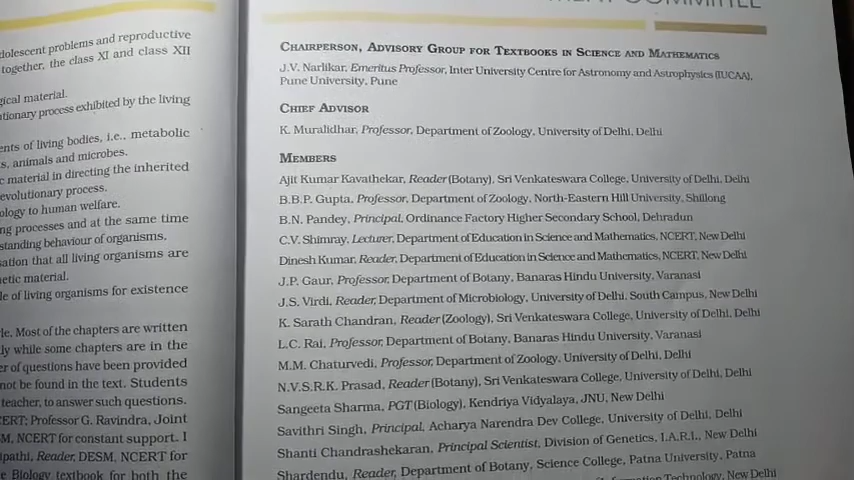 dolescent problems and reproductive
together, the class XI and class XII
gical material.
tionary process exhibited by the living
ents of living bodies, i.e., metabolic
s, animals and microbes.
c material in directing the inherited
evolutionary process.
ology to human welfare.
ng processes and at the same time
standing behaviour of organisms.
sation that all living organisms are
netic material.
le of living organisms for existence
le. Most of the chapters are written
ly while some chapters are in the
er of questions have been provided
not be found in the text. Students
teacher, to answer such questions.
CERT; Professor G. Ravindra, Joint
M, NCERT for constant support. I
ipathi, Reader, DESM, NCERT for
e Biology textbook for both the
COMMITTEE
CHAIRPERSON, ADVISORY GROUP FOR TEXTBOOKS IN SCIENCE AND MATHEMATICS
J.V. Narlikar, Emeritus Professor, Inter University Centre for Astronomy and Astrophysics (IUCAA),
Pune University, Pune
CHIEF ADVISOR
K. Muralidhar, Professor, Department of Zoology, University of Delhi, Delhi
MEMBERS
Ajit Kumar Kavathekar, Reader (Botany), Sri Venkateswara College, University of Delhi, Delhi
B.B.P. Gupta, Professor, Department of Zoology, North-Eastern Hill University, Shillong
B.N. Pandey, Principal, Ordinance Factory Higher Secondary School, Dehradun
C.V. Shimray, Lecturer, Department of Education in Science and Mathematics, NCERT, New Delhi
Dinesh Kumar, Reader, Department of Education in Science and Mathematics, NCERT, New Delhi
J.P. Gaur, Professor, Department of Botany, Banaras Hindu University, Varanasi
J.S. Virdi, Reader, Department of Microbiology, University of Delhi, South Campus, New Delhi
K. Sarath Chandran, Reader (Zoology), Sri Venkateswara College, University of Delhi, Delhi
L.C. Rai, Professor, Department of Botany, Banaras Hindu University, Varanasi
M.M. Chaturvedi, Professor, Department of Zoology, University of Delhi, Delhi
N.V.S.R.K. Prasad, Reader (Botany), Sri Venkateswara College, University of Delhi, Delhi
Sangeeta Sharma, PGT (Biology), Kendriya Vidyalaya, JNU, New Delhi
Savithri Singh, Principal, Acharya Narendra Dev College, University of Delhi, Delhi
Shanti Chandrashekaran, Principal Scientist, Division of Genetics, I.A.R.I., New Delhi
Shardendu, Reader, Department of Botany, Science College, Patna University, Patna
Technology, New Delhi